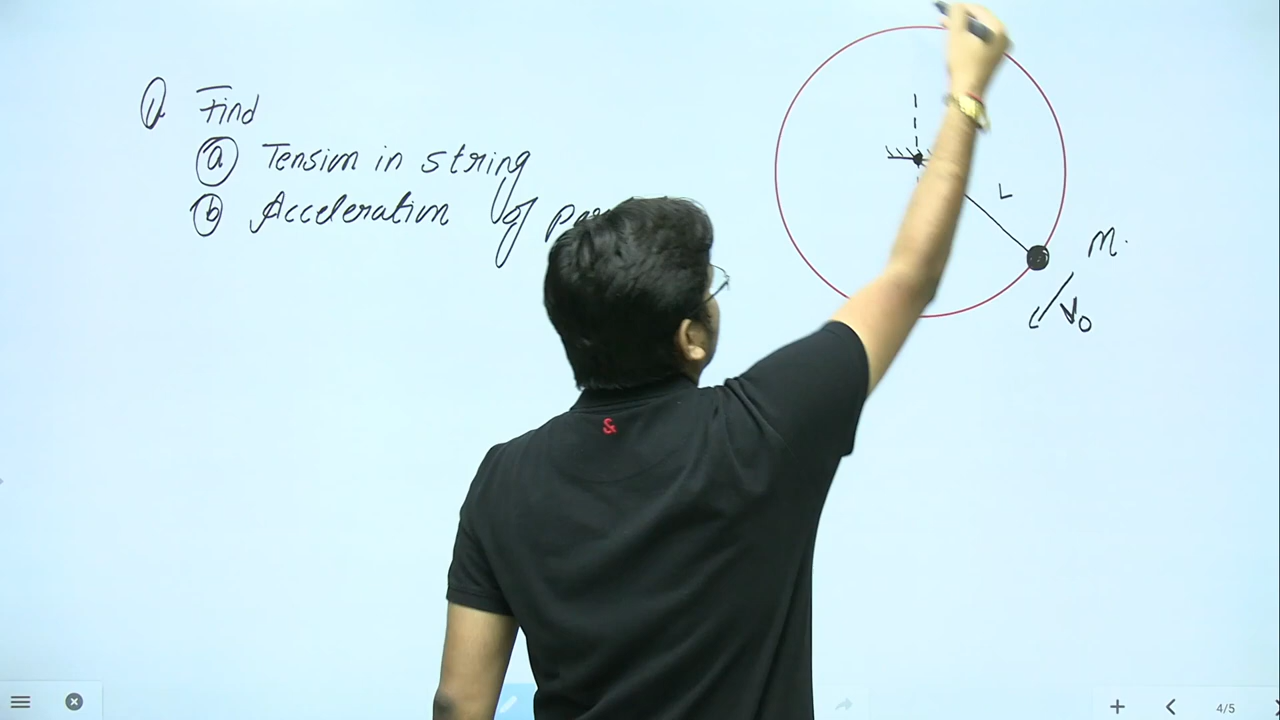 Q Find
(a) Tension in string
(b) Acceleration of
L
M.
V₀
&
4/5